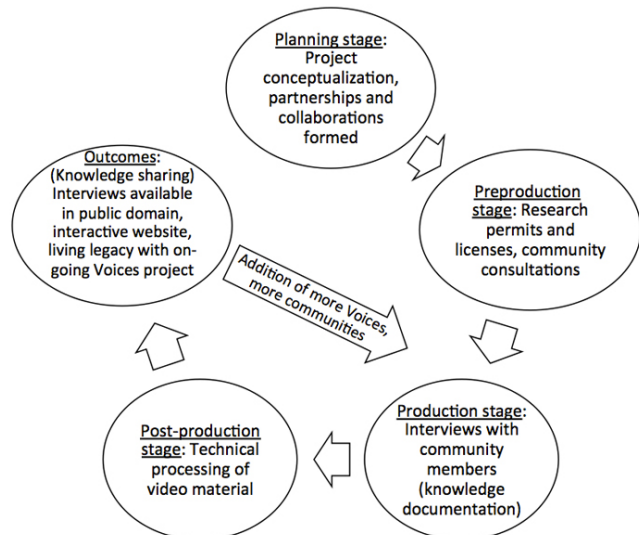 Planning stage:
Project
conceptualization,
partnerships and
collaborations
formed
Preproduction
stage: Research
permits and
licenses, community
consultations
Production stage:
Interviews with
community
members
(knowledge
documentation)
Post-production
stage: Technical
processing of
video material
Outcomes:
(Knowledge sharing)
Interviews available
in public domain,
interactive website,
living legacy with on-
going Voices project
Addition of more Voices,
more communities